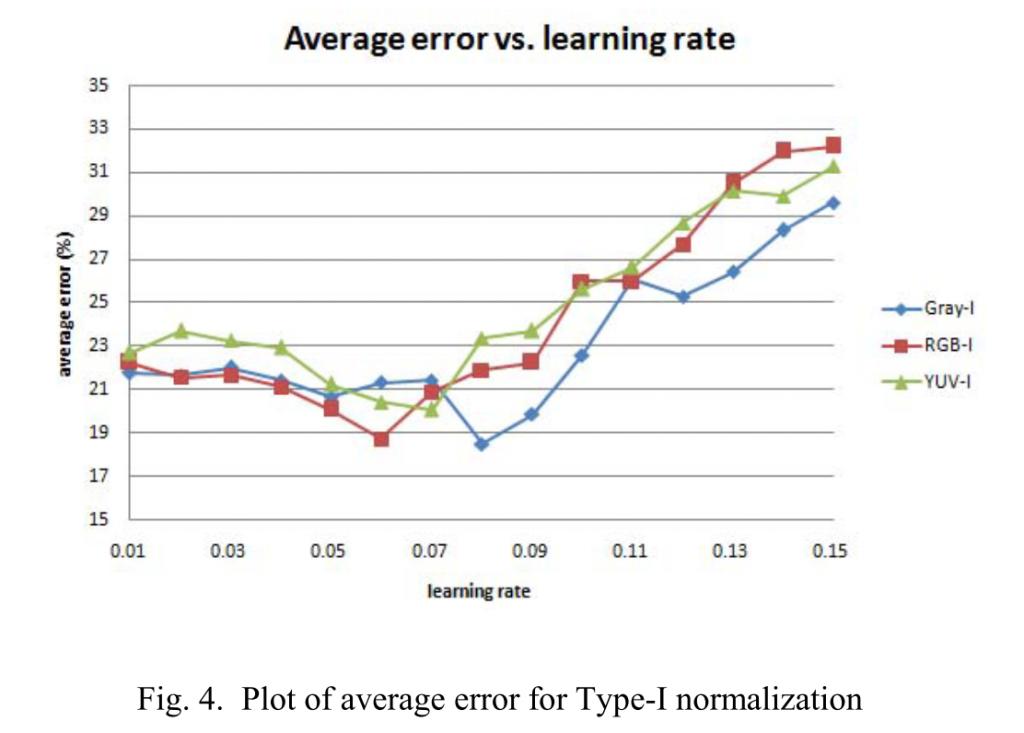 Average error vs. learning rate
35
33
31
29
27
25
23
21
19
17
15
average error (%)
0.01 0.03 0.05 0.07 0.09 0.11 0.13 0.15
learning rate
Gray-I
RGB-I
YUV-I
Fig. 4. Plot of average error for Type-I normalization